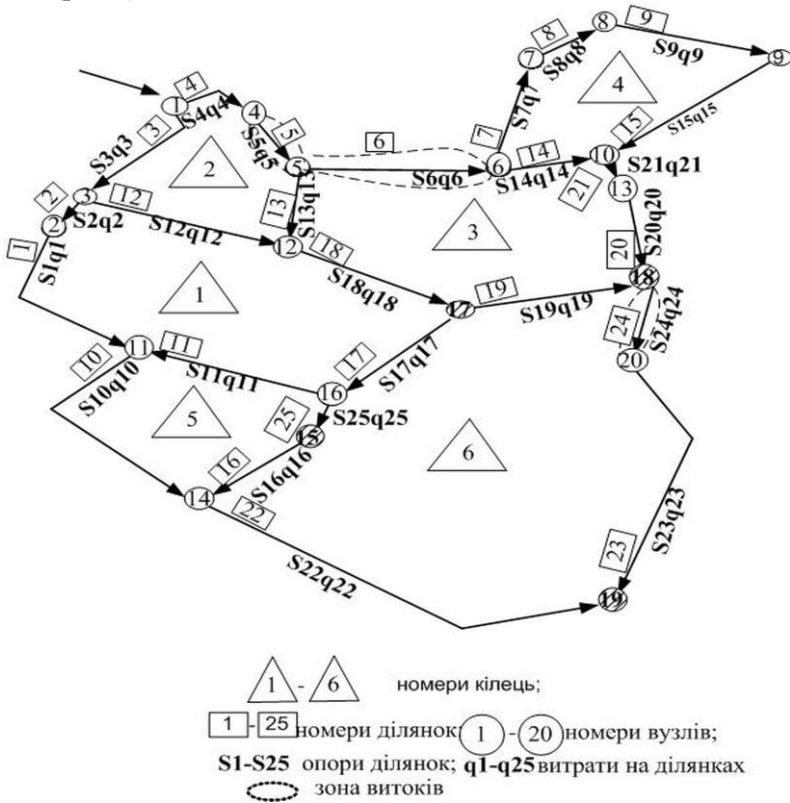 8
9
8
7
S9q9
9
S8q8
4
4
1
S4q4
4
S7q7
15
S15q15
3
5
6
7
14
10
S21q21
S3q3
S5q5
2
5
6
S6q6
S14q14
21
13
2
3
12
13
S13q13
S20q20
2
S2q2
S12q12
12
18
3
20
1
S1q1
S18q18
19
18
1
17
S19q19
24
S24q24
11
11
17
S17q17
20
10
S11q11
16
S10q10
5
25
S25q25
15
6
16
S16q16
14
22
S23q23
23
S22q22
19
1 - 6 номери кілець;
1 - 25 номери ділянок; 1 - 20 номери вузлів;
S1-S25 опори ділянок; q1-q25 витрати на ділянках
зона витоків